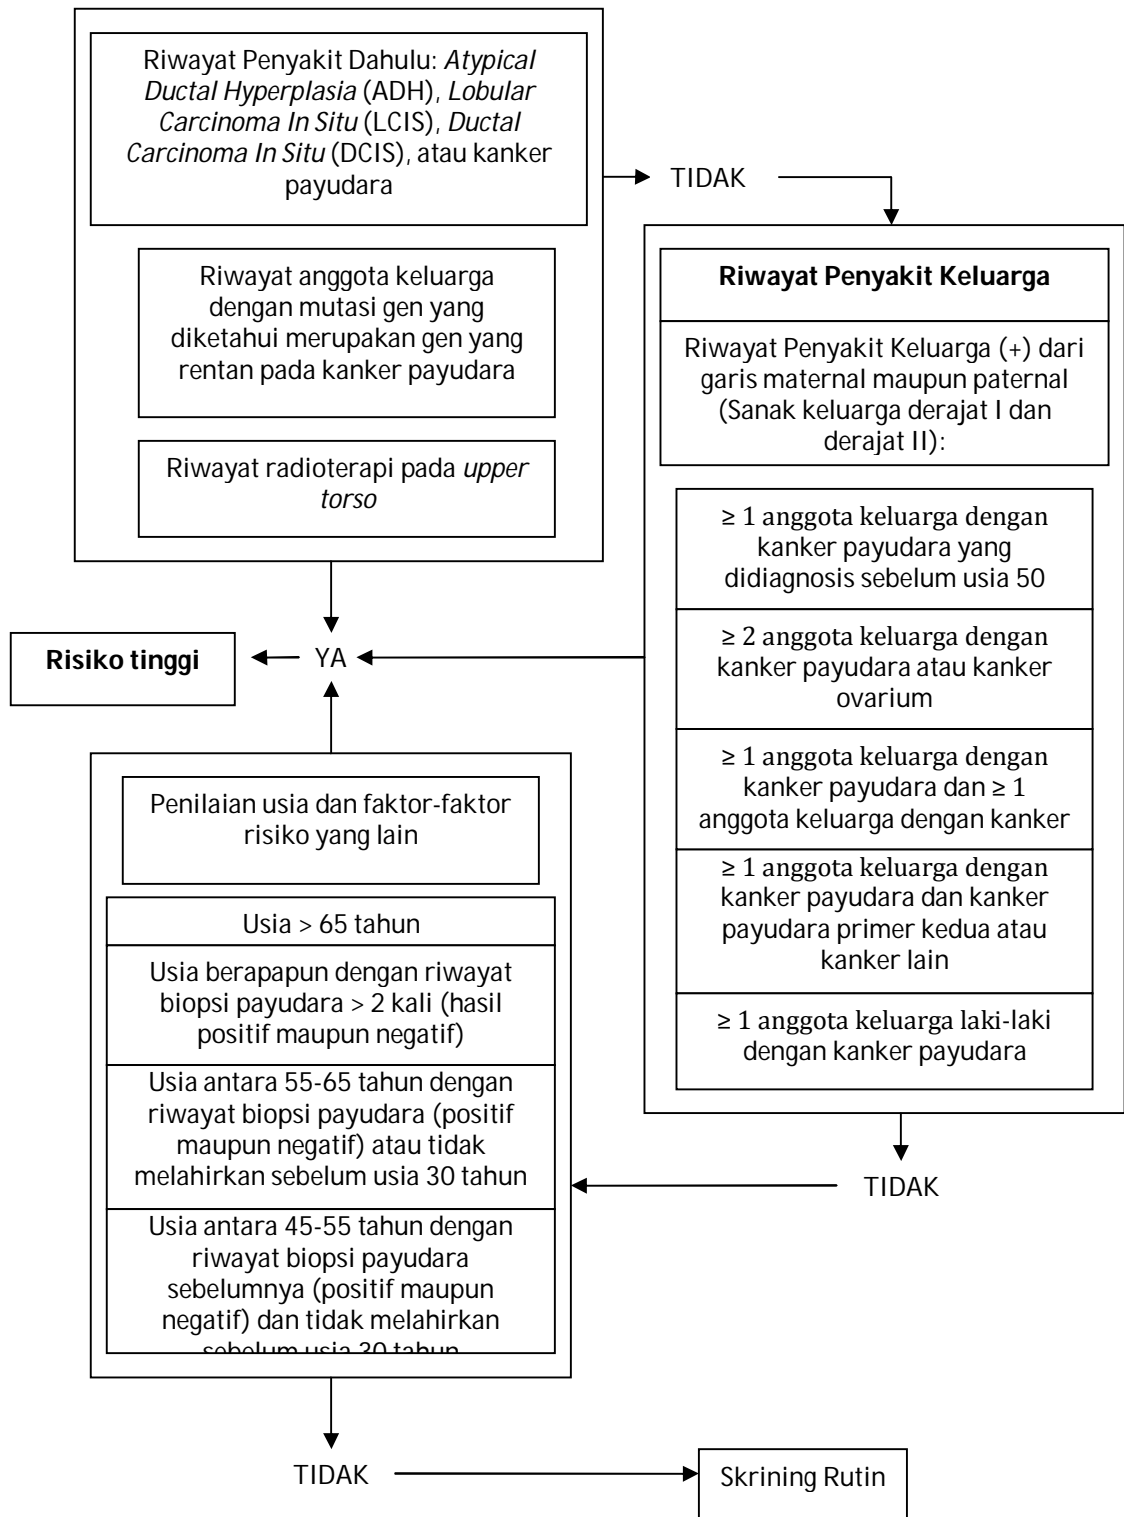 Riwayat Penyakit Dahulu: Atypical
Ductal Hyperplasia (ADH), Lobular
Carcinoma In Situ (LCIS), Ductal
Carcinoma In Situ (DCIS), atau kanker
payudara
TIDAK
Riwayat anggota keluarga
dengan mutasi gen yang
diketahui merupakan gen yang
rentan pada kanker payudara
Riwayat radioterapi pada upper
torso
Riwayat Penyakit Keluarga
Riwayat Penyakit Keluarga (+) dari
garis maternal maupun paternal
(Sanak keluarga derajat I dan
derajat II):
≥ 1 anggota keluarga dengan
kanker payudara yang
didiagnosis sebelum usia 50
≥ 2 anggota keluarga dengan
kanker payudara atau kanker
ovarium
≥ 1 anggota keluarga dengan
kanker payudara dan ≥ 1
anggota keluarga dengan kanker
≥ 1 anggota keluarga dengan
kanker payudara dan kanker
payudara primer kedua atau
kanker lain
≥ 1 anggota keluarga laki-laki
dengan kanker payudara
Risiko tinggi
YA
TIDAK
Penilaian usia dan faktor-faktor
risiko yang lain
Usia > 65 tahun
Usia berapapun dengan riwayat
biopsi payudara > 2 kali (hasil
positif maupun negatif)
Usia antara 55-65 tahun dengan
riwayat biopsi payudara (positif
maupun negatif) atau tidak
melahirkan sebelum usia 30 tahun
Usia antara 45-55 tahun dengan
riwayat biopsi payudara
sebelumnya (positif maupun
negatif) dan tidak melahirkan
sebelum usia 30 tahun
TIDAK
Skrining Rutin